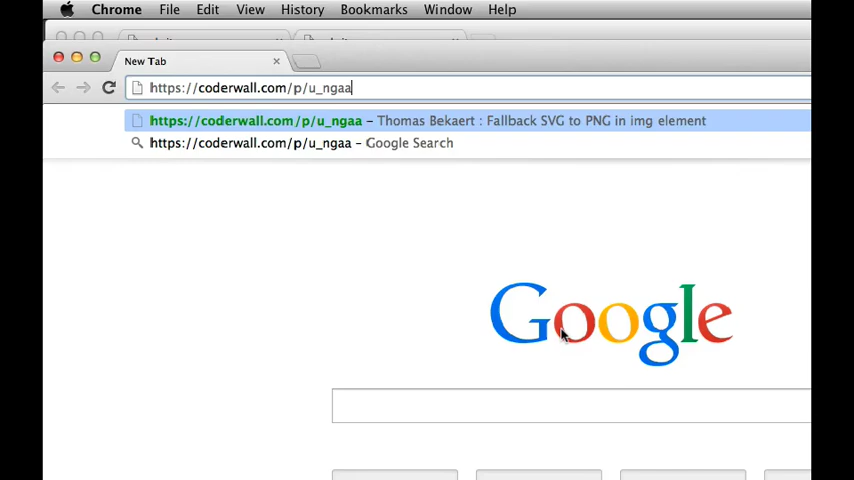 Chrome File Edit View History Bookmarks Window Help
New Tab
https://coderwall.com/p/u_ngaa
https://coderwall.com/p/u_ngaa – Thomas Bekaert : Fallback SVG to PNG in img element
https://coderwall.com/p/u_ngaa – Google Search
Google